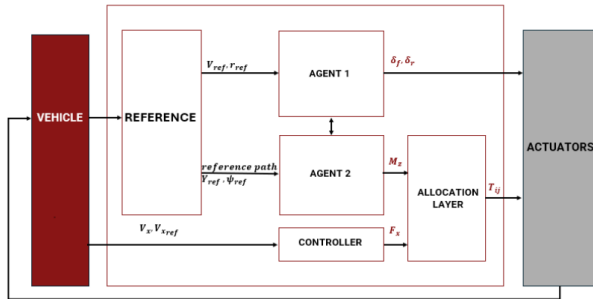 V_ref, r_ref
AGENT 1
δ_f, δ_r
VEHICLE
REFERENCE
reference path
Y_ref, ψ_ref
AGENT 2
M_z
ALLOCATION
LAYER
T_ij
ACTUATORS
V_x, V_x_ref
CONTROLLER
F_x